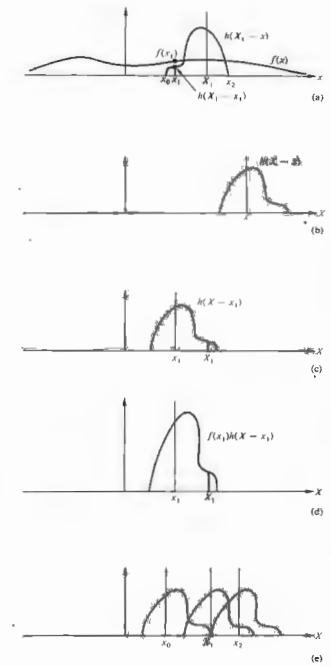 h(X₁ − x)
f(x₁)
f(x)
x₀ x₁ X₁ x₂ x
h(X₁ − x₁)
(a)
X
(b)
h(X − x₁)
x₁ X₁ X
(c)
f(x₁)h(X − x₁)
x₁ X₁ X
(d)
x₀ X₁ x₂ X
(e)